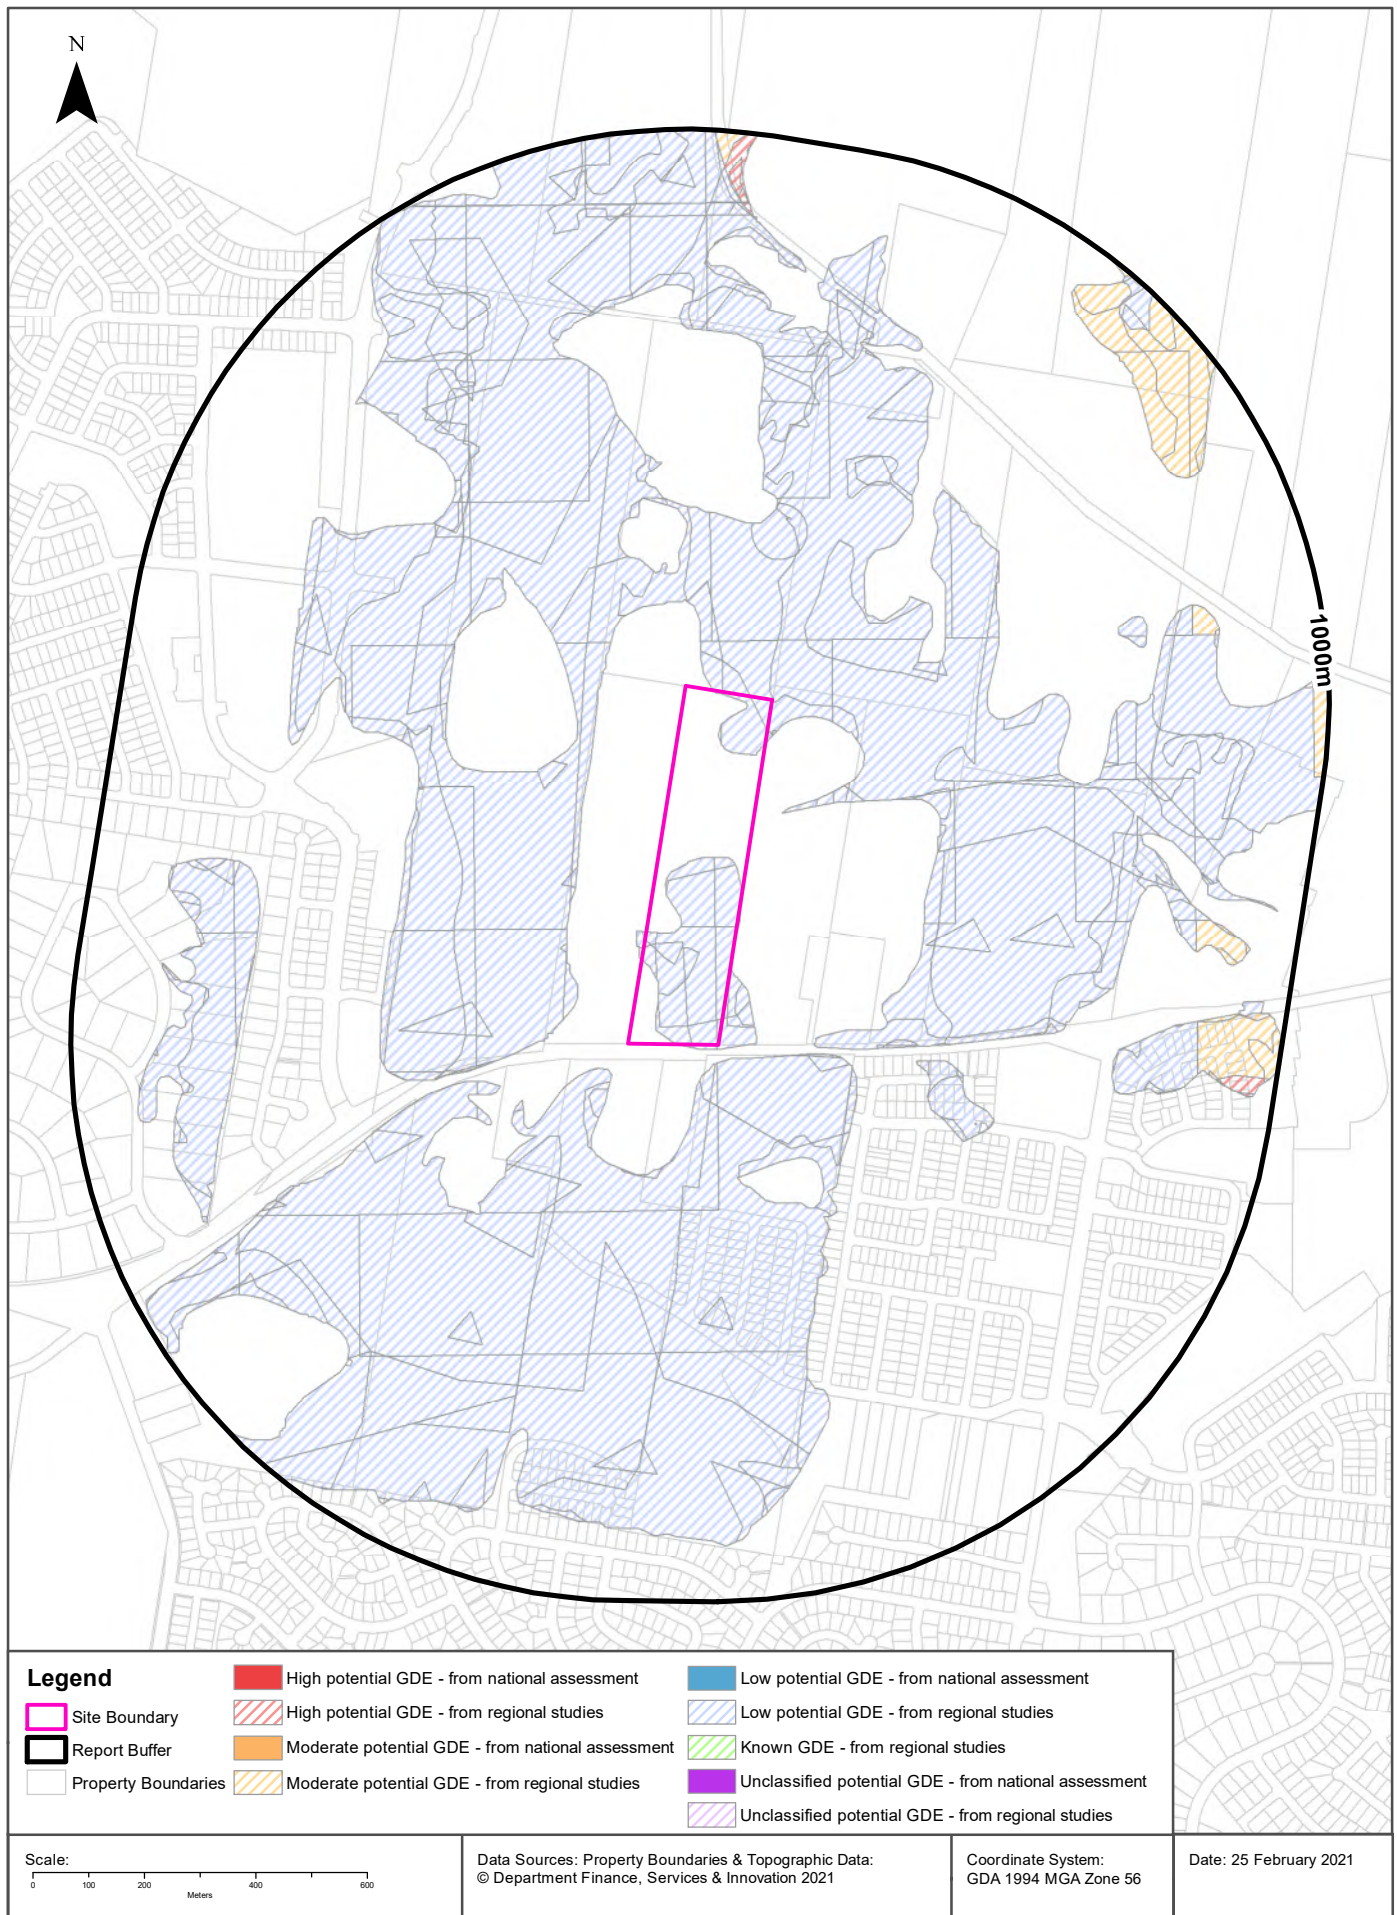 N
1000m
Legend
Site Boundary
Report Buffer
Property Boundaries
High potential GDE - from national assessment
High potential GDE - from regional studies
Moderate potential GDE - from national assessment
Moderate potential GDE - from regional studies
Low potential GDE - from national assessment
Low potential GDE - from regional studies
Known GDE - from regional studies
Unclassified potential GDE - from national assessment
Unclassified potential GDE - from regional studies
Scale:
0 100 200 400 600
Meters
Data Sources: Property Boundaries & Topographic Data:
© Department Finance, Services & Innovation 2021
Coordinate System:
GDA 1994 MGA Zone 56
Date: 25 February 2021